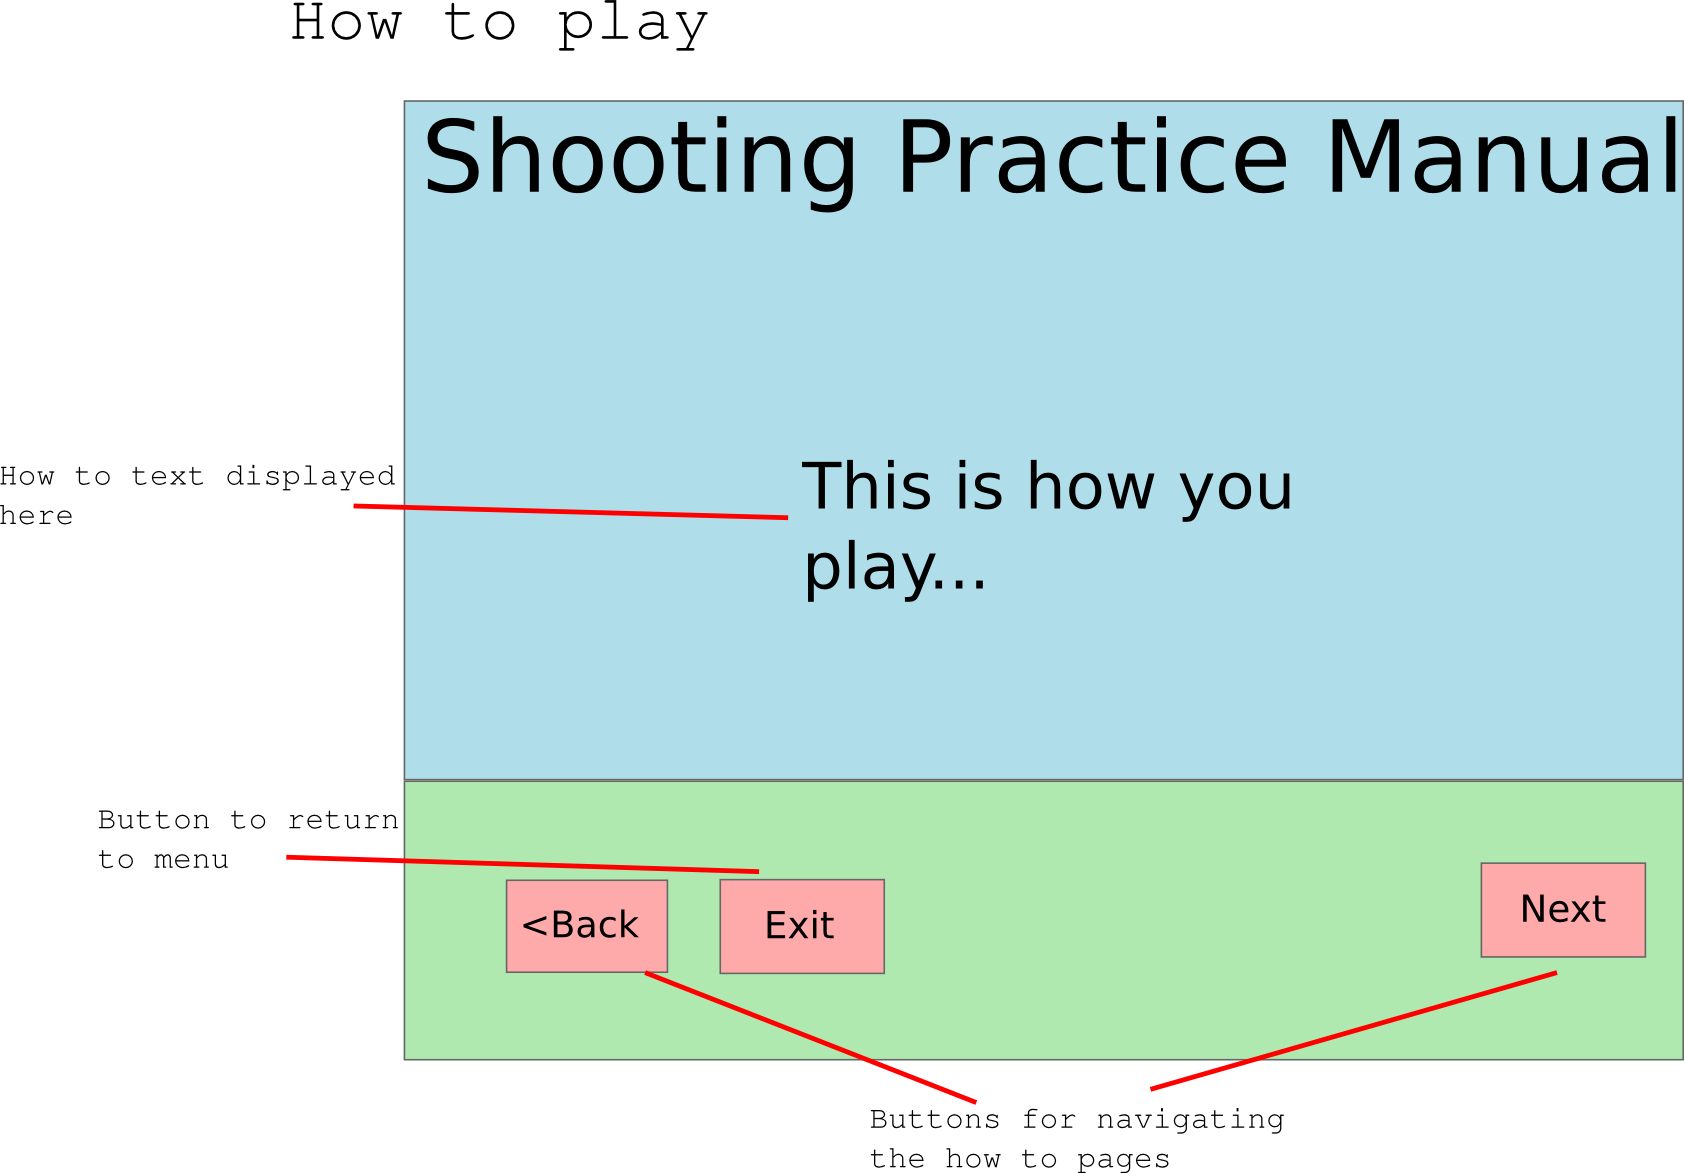 How to play
Shooting Practice Manual
How to text displayed
here
This is how you
play...
Button to return
to menu
<Back
Exit
Next
Buttons for navigating
the how to pages